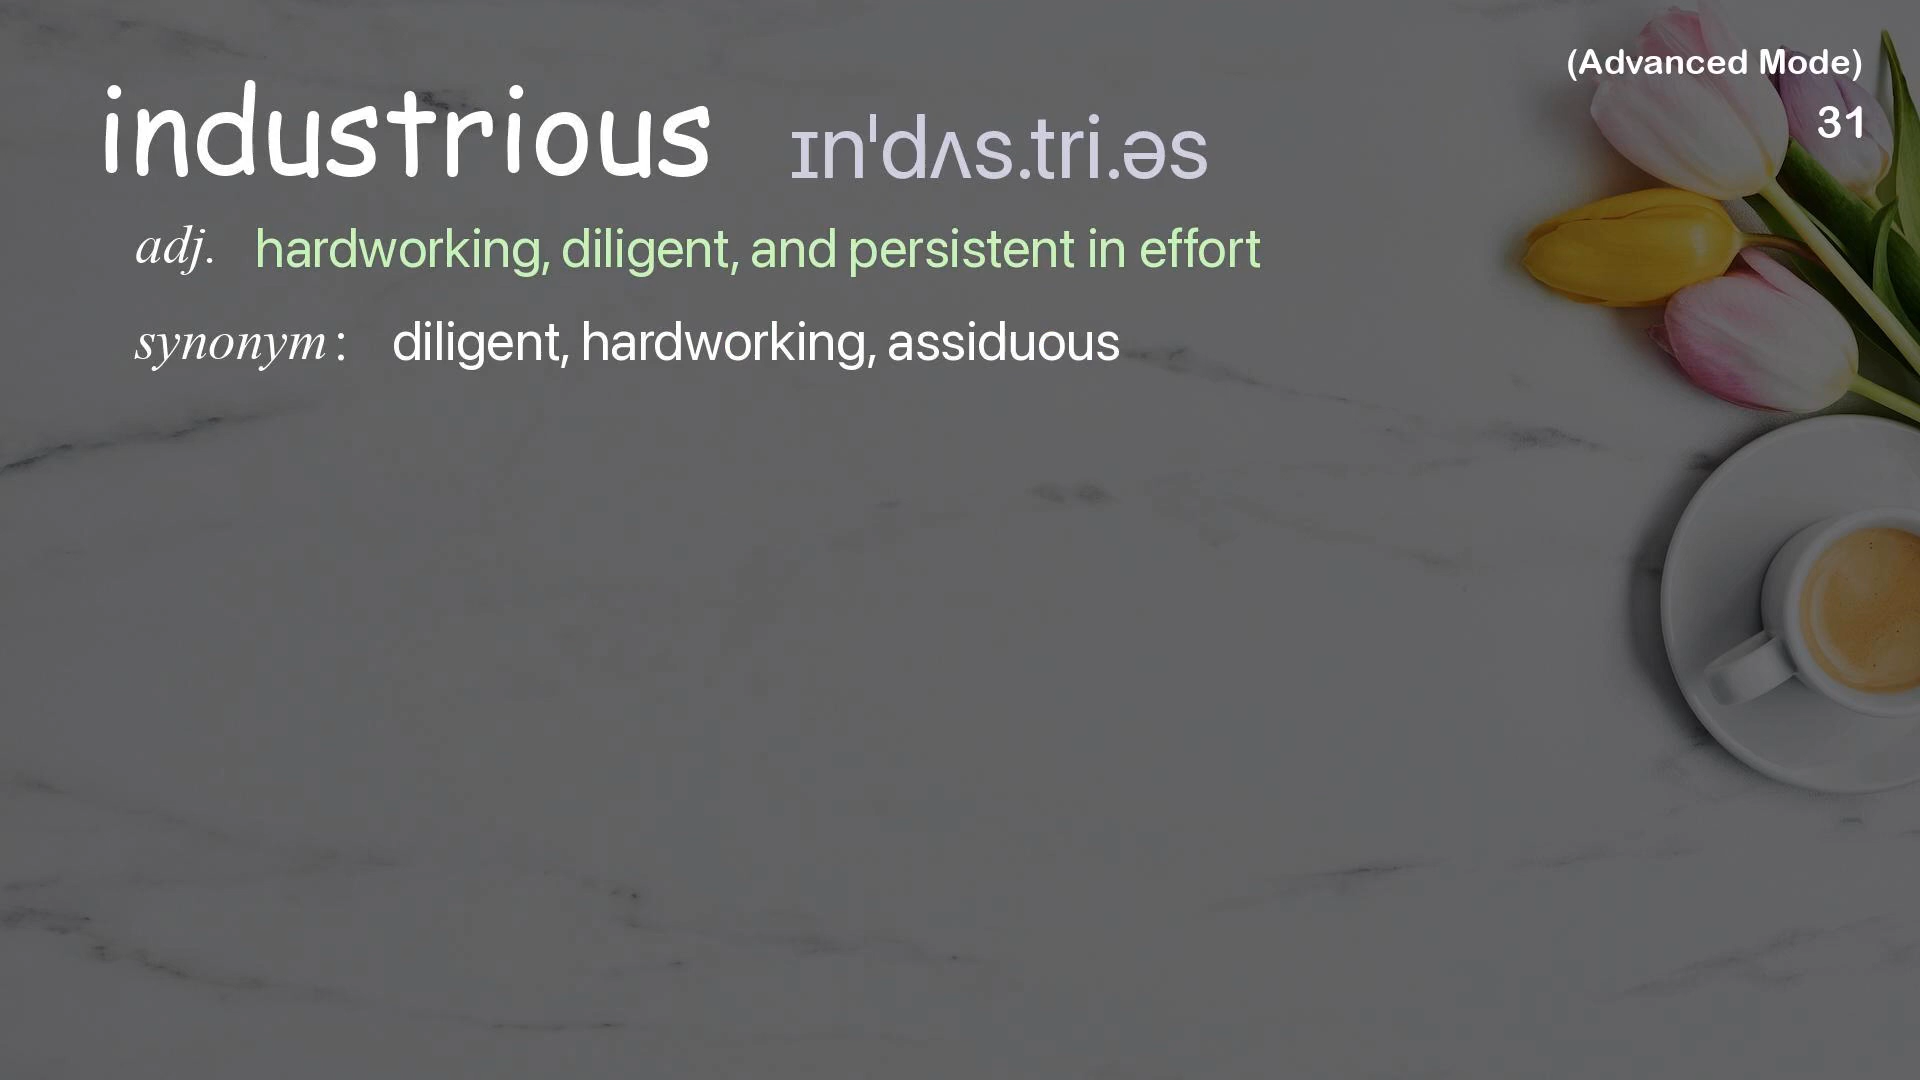 (Advanced Mode)
31
industrious ɪnˈdʌs.tri.əs
adj. hardworking, diligent, and persistent in effort
synonym: diligent, hardworking, assiduous